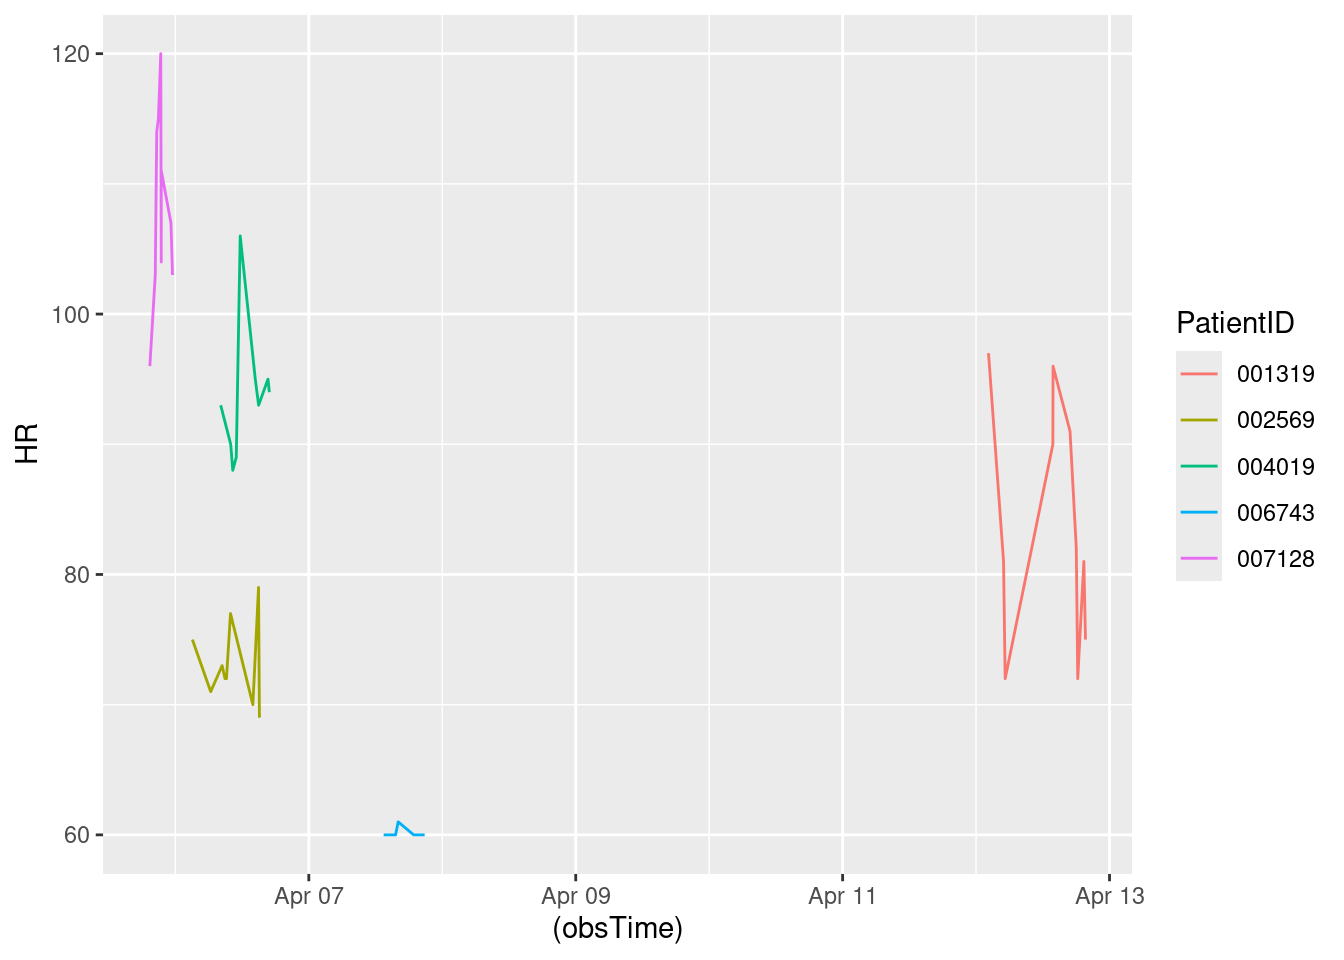 120
100
80
60
HR
Apr 07
Apr 09
Apr 11
Apr 13
(obsTime)
PatientID
001319
002569
004019
006743
007128